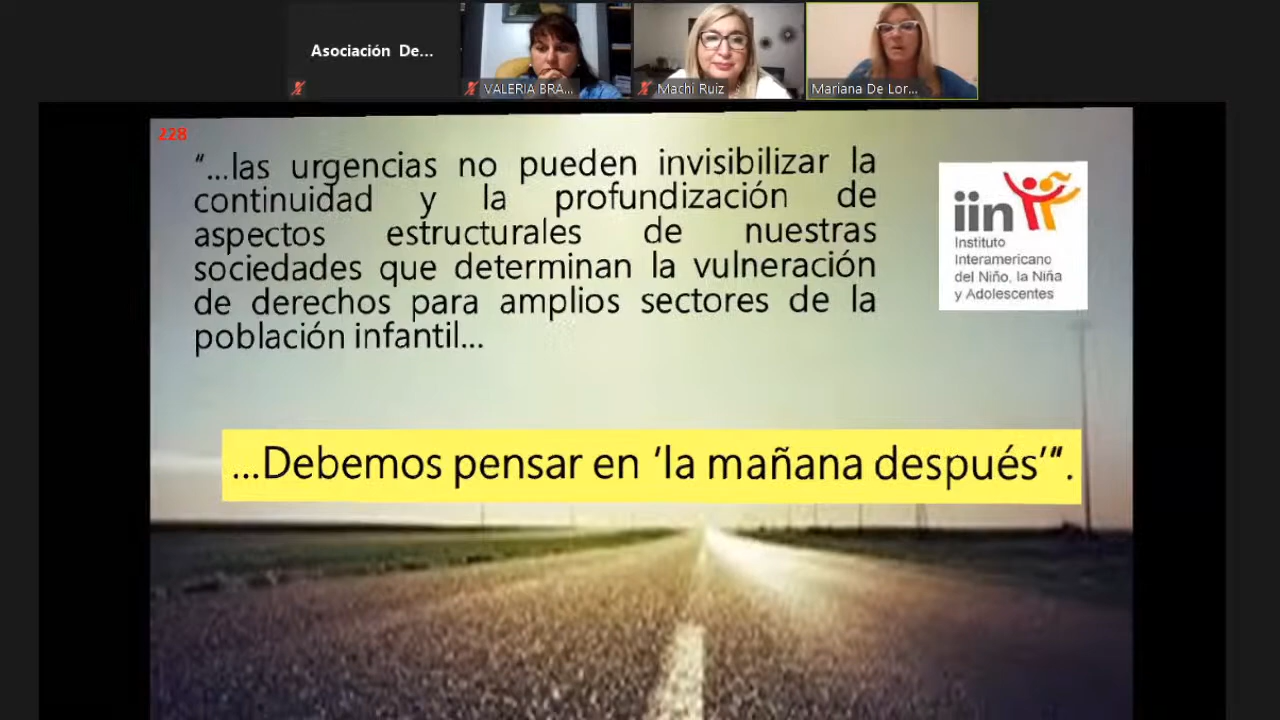 Asociación De...
VALERIA BRA...
Machi Ruiz
Mariana De Lor...
228
“...las urgencias no pueden invisibilizar la
continuidad y la profundización de
aspectos estructurales de nuestras
sociedades que determinan la vulneración
de derechos para amplios sectores de la
población infantil...
iin
Instituto
Interamericano
del Niño, la Niña
y Adolescentes
...Debemos pensar en ‘la mañana después’”.